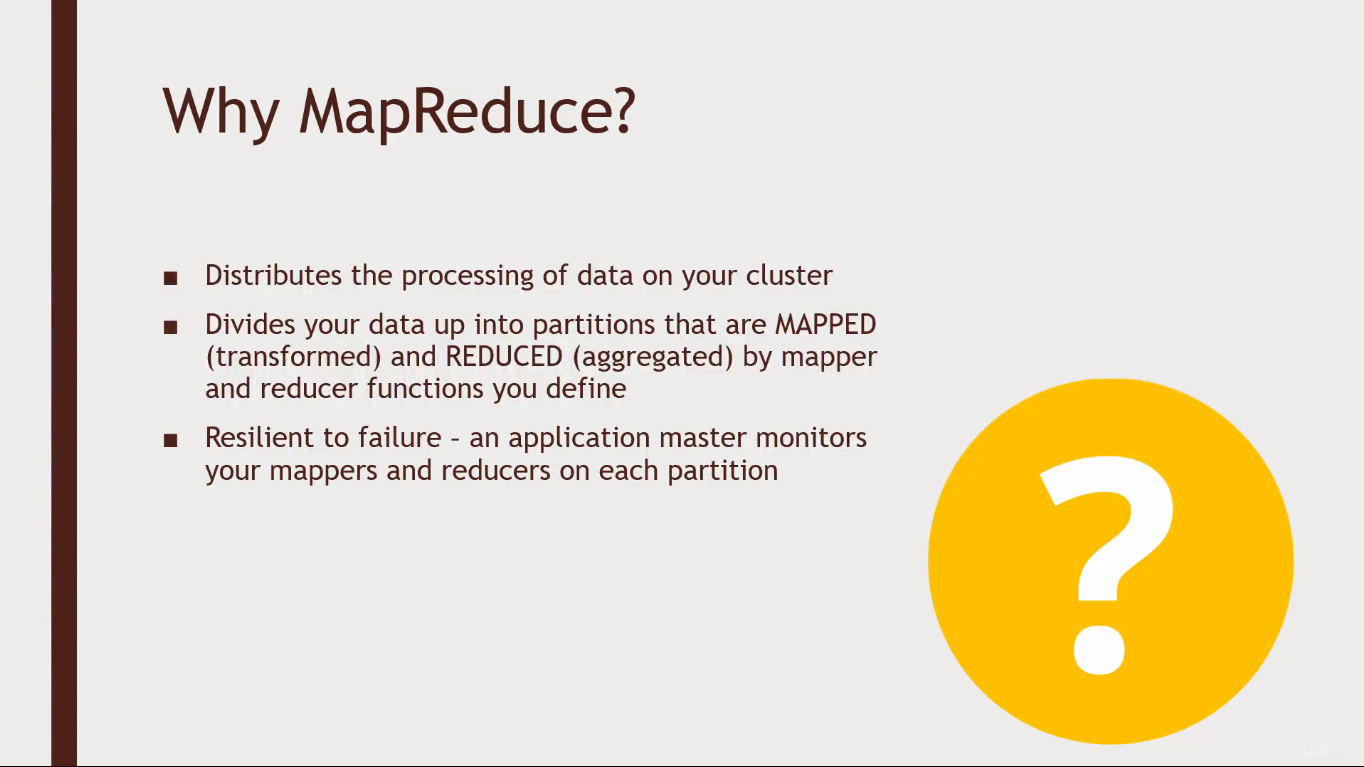 Why MapReduce?
■ Distributes the processing of data on your cluster
■ Divides your data up into partitions that are MAPPED
(transformed) and REDUCED (aggregated) by mapper
and reducer functions you define
■ Resilient to failure – an application master monitors
your mappers and reducers on each partition
?
udemy